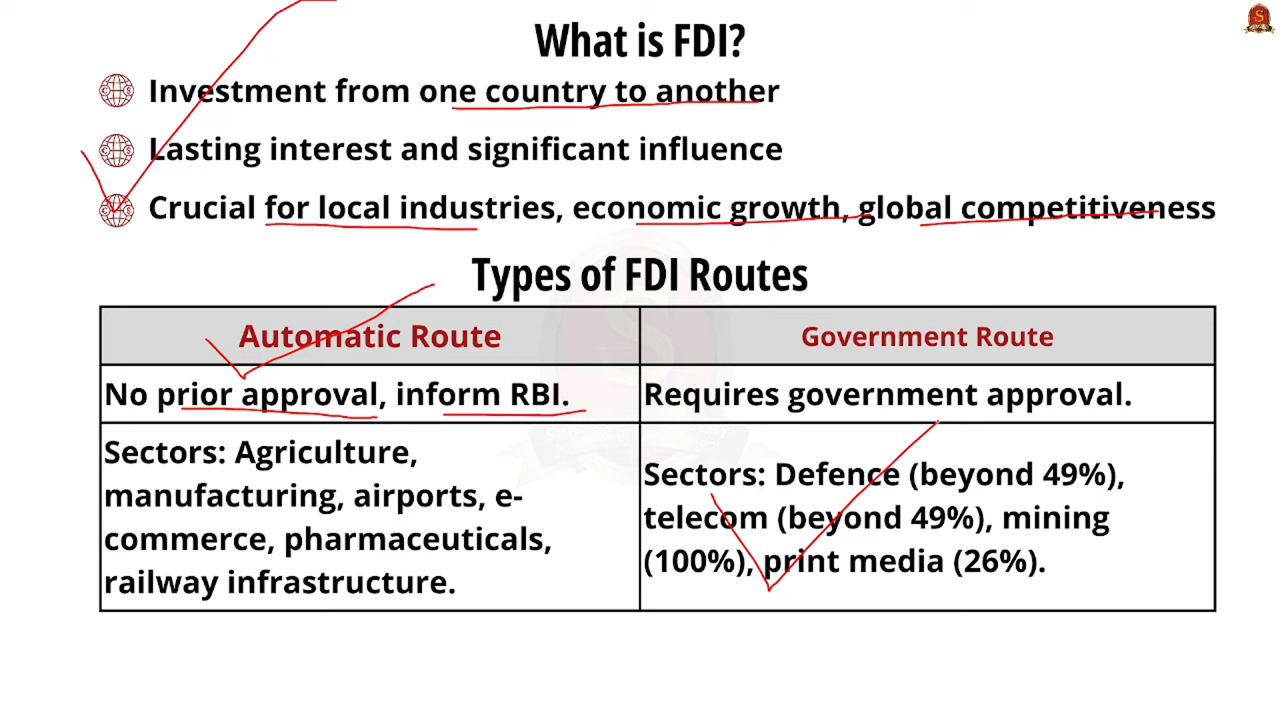 What is FDI?
Investment from one country to another
Lasting interest and significant influence
Crucial for local industries, economic growth, global competitiveness
Types of FDI Routes
Automatic Route
Government Route
No prior approval, inform RBI.
Requires government approval.
Sectors: Agriculture,
manufacturing, airports, e-
commerce, pharmaceuticals,
railway infrastructure.
Sectors: Defence (beyond 49%),
telecom (beyond 49%), mining
(100%), print media (26%).